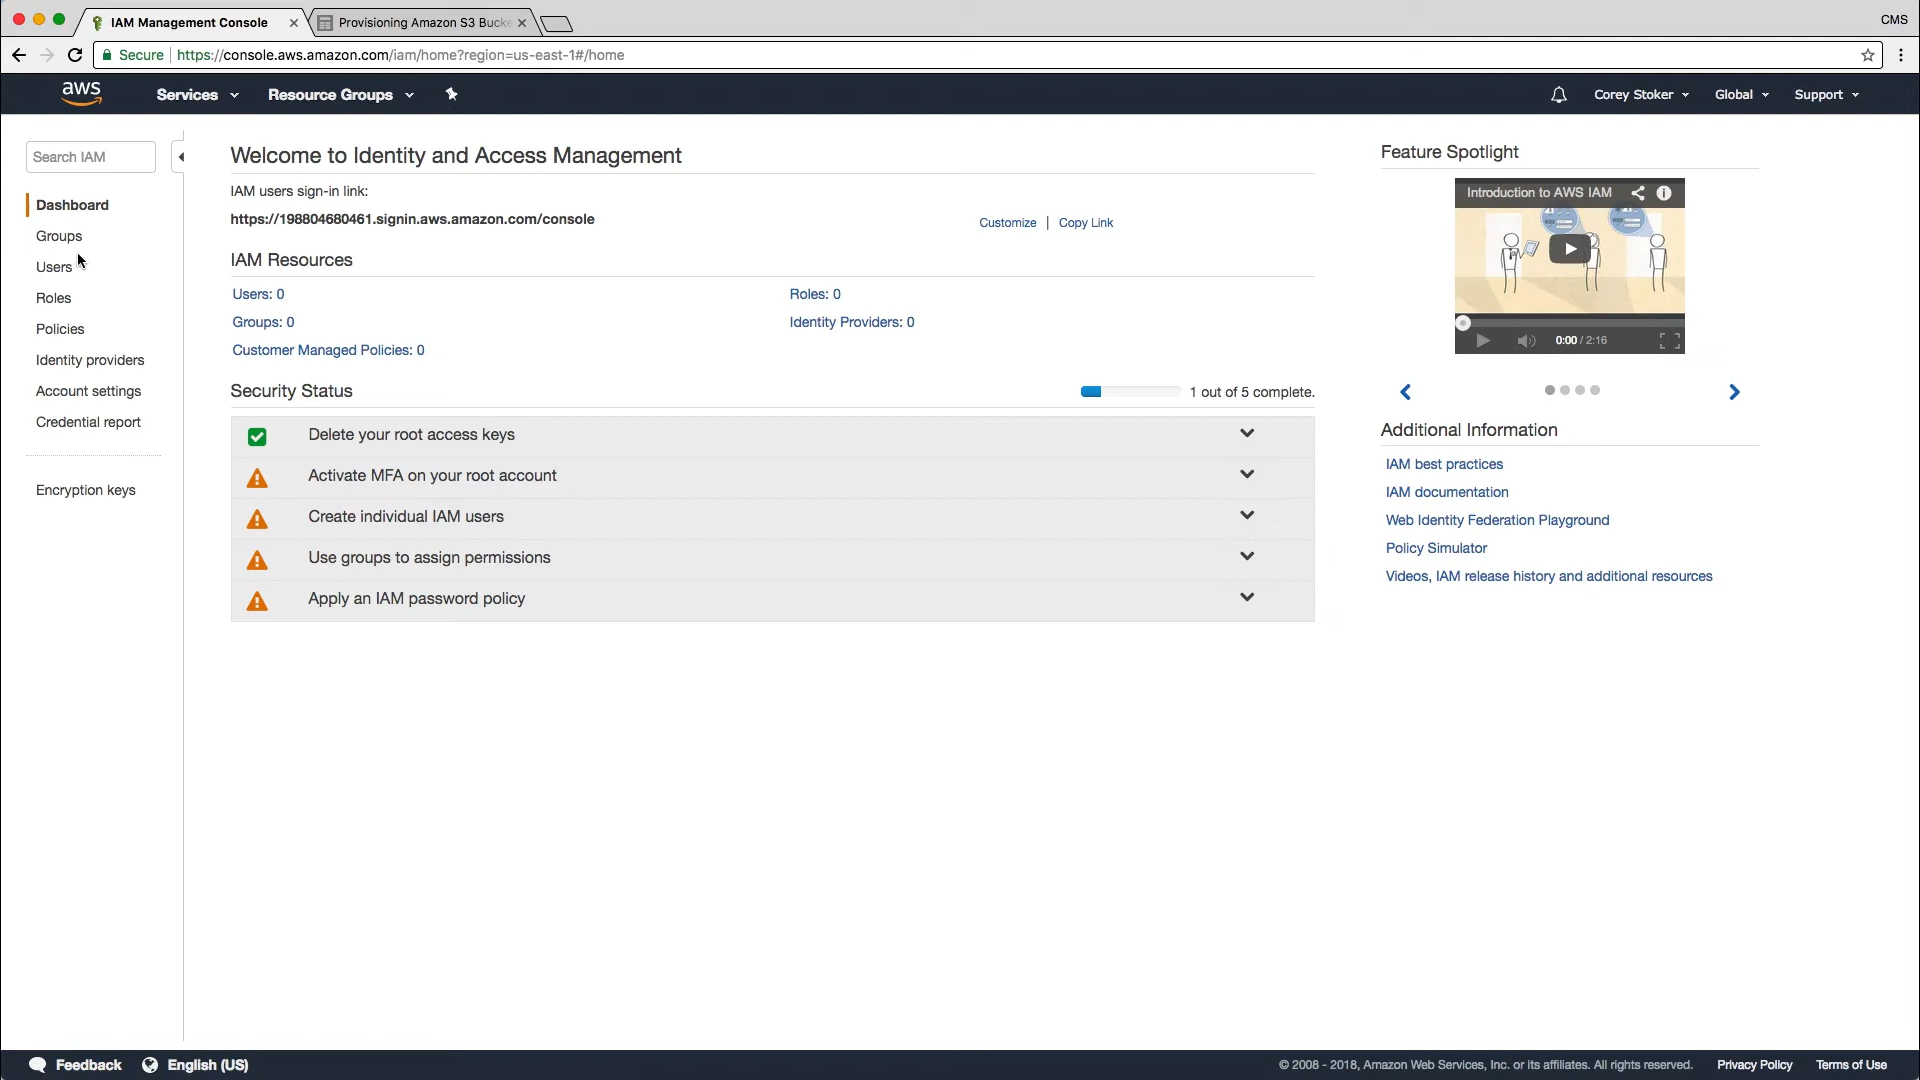 IAM Management Console
Provisioning Amazon S3 Bucke
CMS
Secure
https://console.aws.amazon.com/iam/home?region=us-east-1#/home
aws
Services
Resource Groups
Corey Stoker
Global
Support
Search IAM
Dashboard
Groups
Users
Roles
Policies
Identity providers
Account settings
Credential report
Encryption keys
Welcome to Identity and Access Management
IAM users sign-in link:
https://198804680461.signin.aws.amazon.com/console
Customize | Copy Link
IAM Resources
Users: 0
Roles: 0
Groups: 0
Identity Providers: 0
Customer Managed Policies: 0
Security Status
1 out of 5 complete.
Delete your root access keys
Activate MFA on your root account
Create individual IAM users
Use groups to assign permissions
Apply an IAM password policy
Feature Spotlight
Introduction to AWS IAM
0:00 / 2:16
Additional Information
IAM best practices
IAM documentation
Web Identity Federation Playground
Policy Simulator
Videos, IAM release history and additional resources
Feedback
English (US)
© 2008 - 2018, Amazon Web Services, Inc. or its affiliates. All rights reserved.
Privacy Policy
Terms of Use